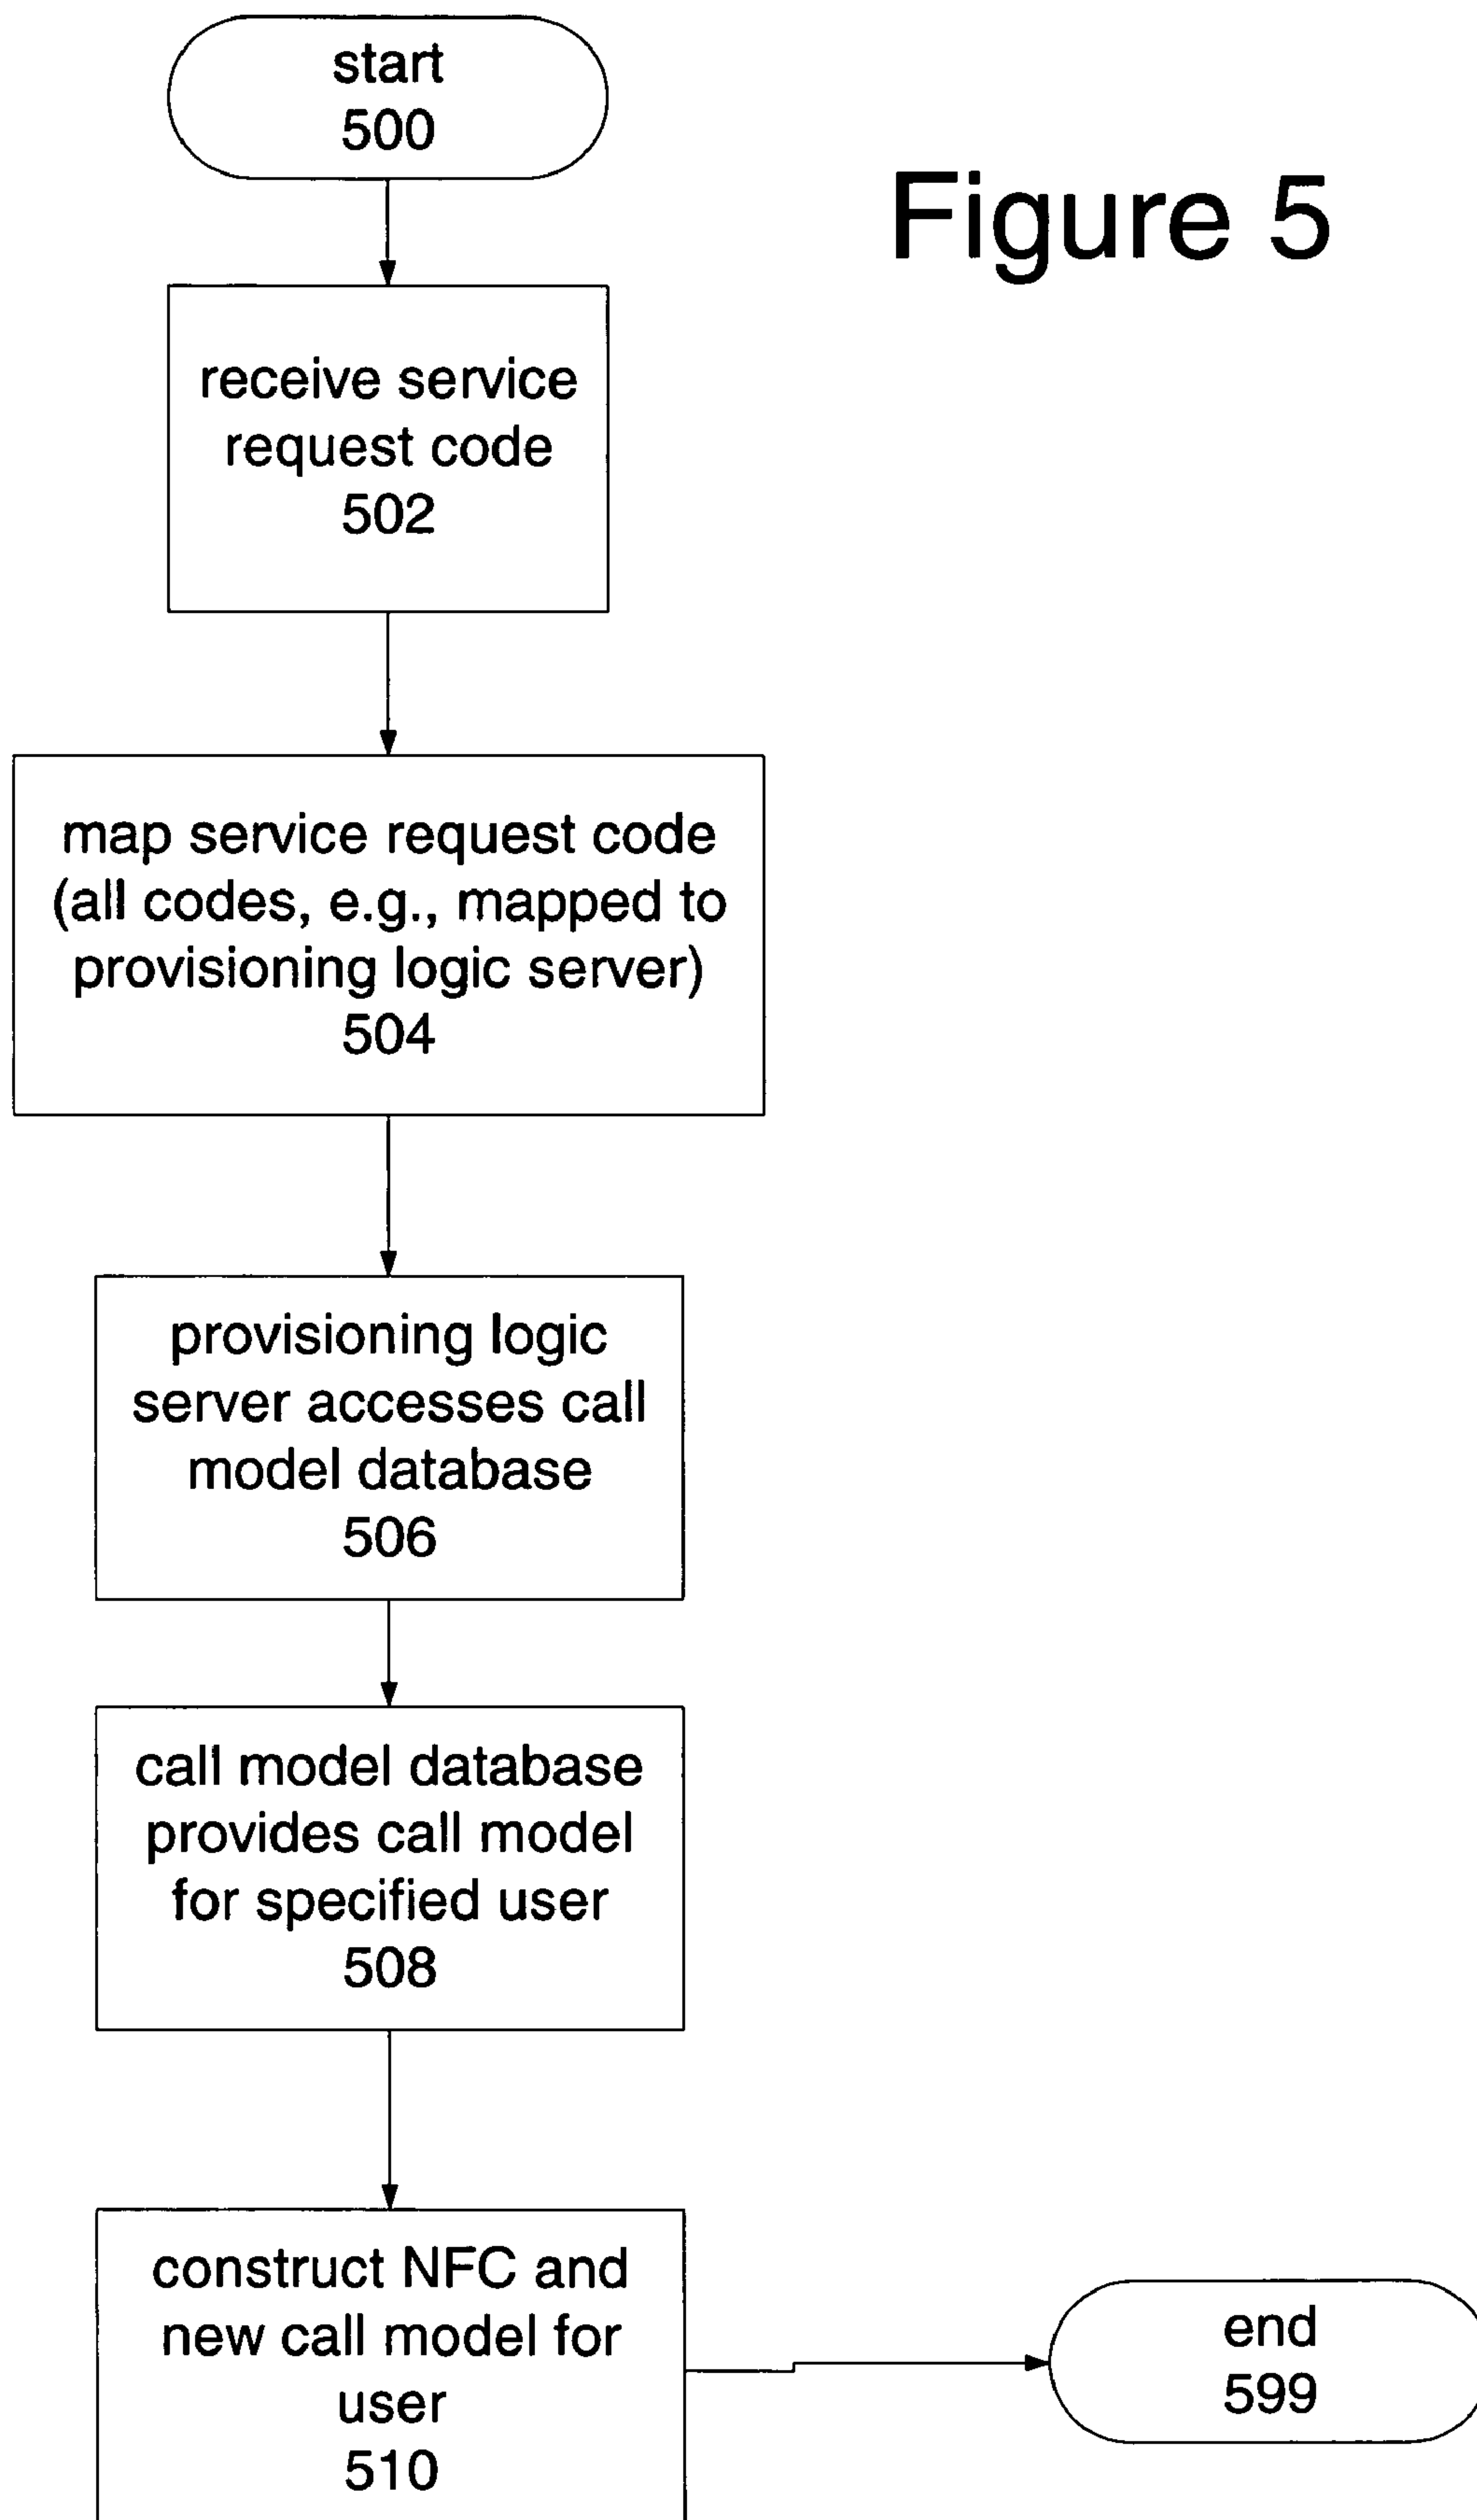 start
500
Figure 5
receive service
request code
502
map service request code
(all codes, e.g., mapped to
provisioning logic server)
504
provisioning logic
server accesses call
model database
506
call model database
provides call model
for specified user
508
construct NFC and
new call model for
user
510
end
599